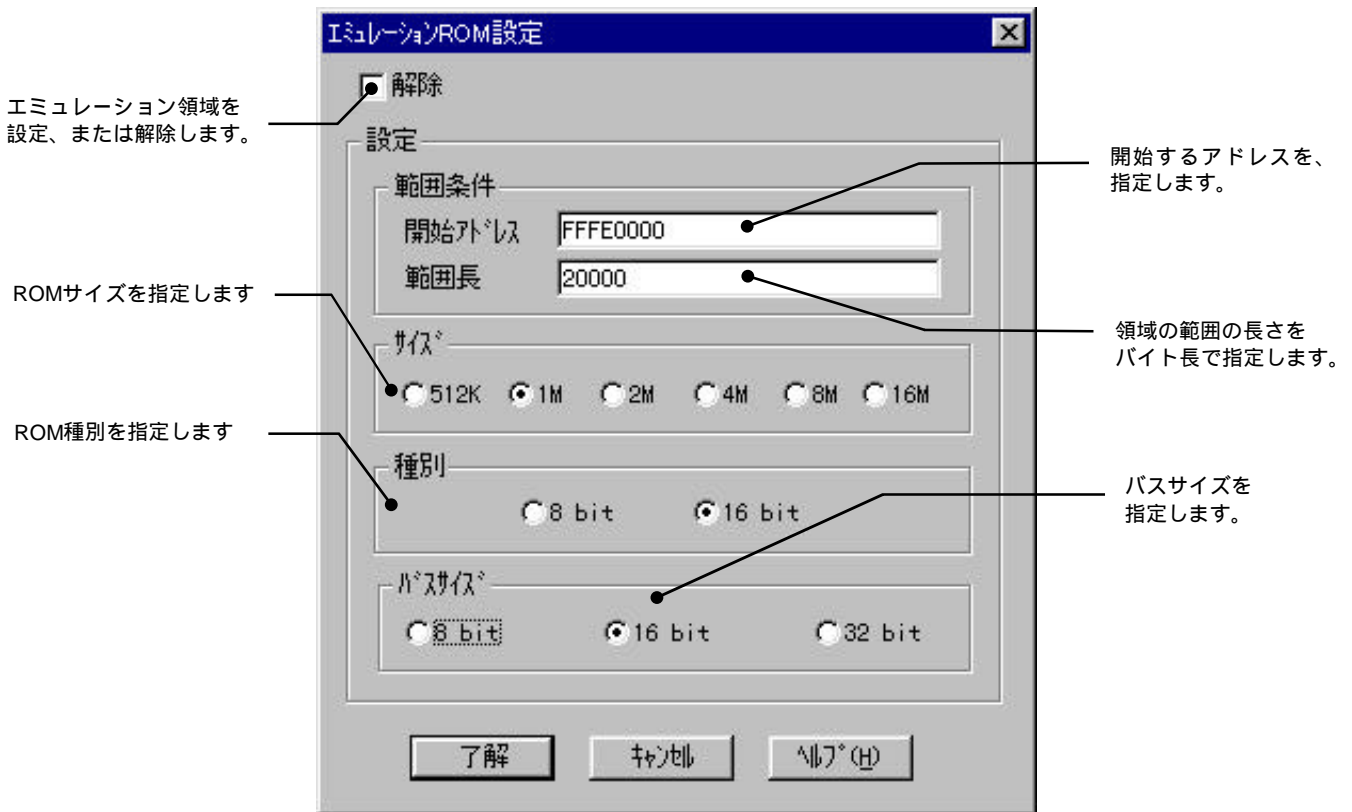 ｴﾐｭﾚｰｼｮﾝROM設定
解除
エミュレーション領域を
設定、または解除します。
設定
開始するアドレスを、
指定します。
範囲条件
開始ｱﾄﾞﾚｽ
FFFE0000
範囲長
20000
ROMサイズを指定します
領域の範囲の長さを
バイト長で指定します。
ｻｲｽﾞ
512K 1M 2M 4M 8M 16M
ROM種別を指定します
種別
8 bit 16 bit
バスサイズを
指定します。
ﾊﾞｽｻｲｽﾞ
8 bit 16 bit 32 bit
了解 ｷｬﾝｾﾙ ﾍﾙﾌﾟ(H)